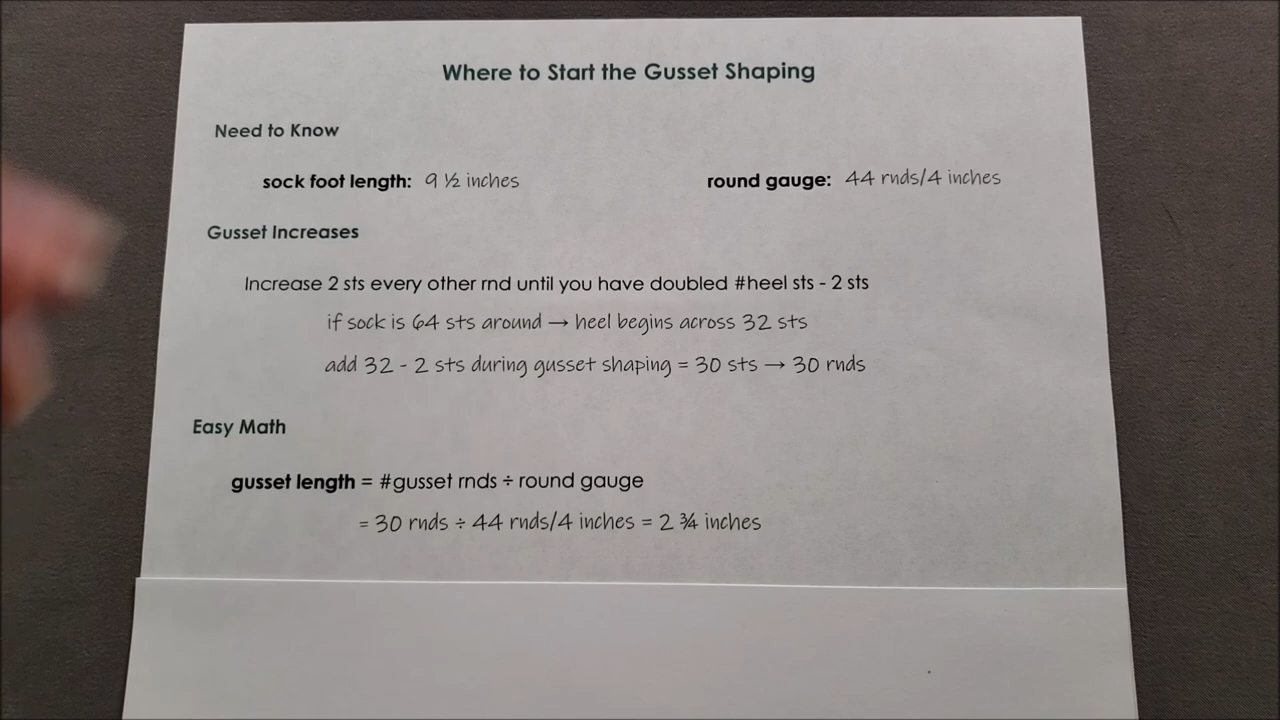 Where to Start the Gusset Shaping
Need to Know
sock foot length: 9 ½ inches round gauge: 44 rnds/4 inches
Gusset Increases
Increase 2 sts every other rnd until you have doubled #heel sts - 2 sts
if sock is 64 sts around → heel begins across 32 sts
add 32 - 2 sts during gusset shaping = 30 sts → 30 rnds
Easy Math
gusset length = #gusset rnds ÷ round gauge
= 30 rnds ÷ 44 rnds/4 inches = 2 ¾ inches